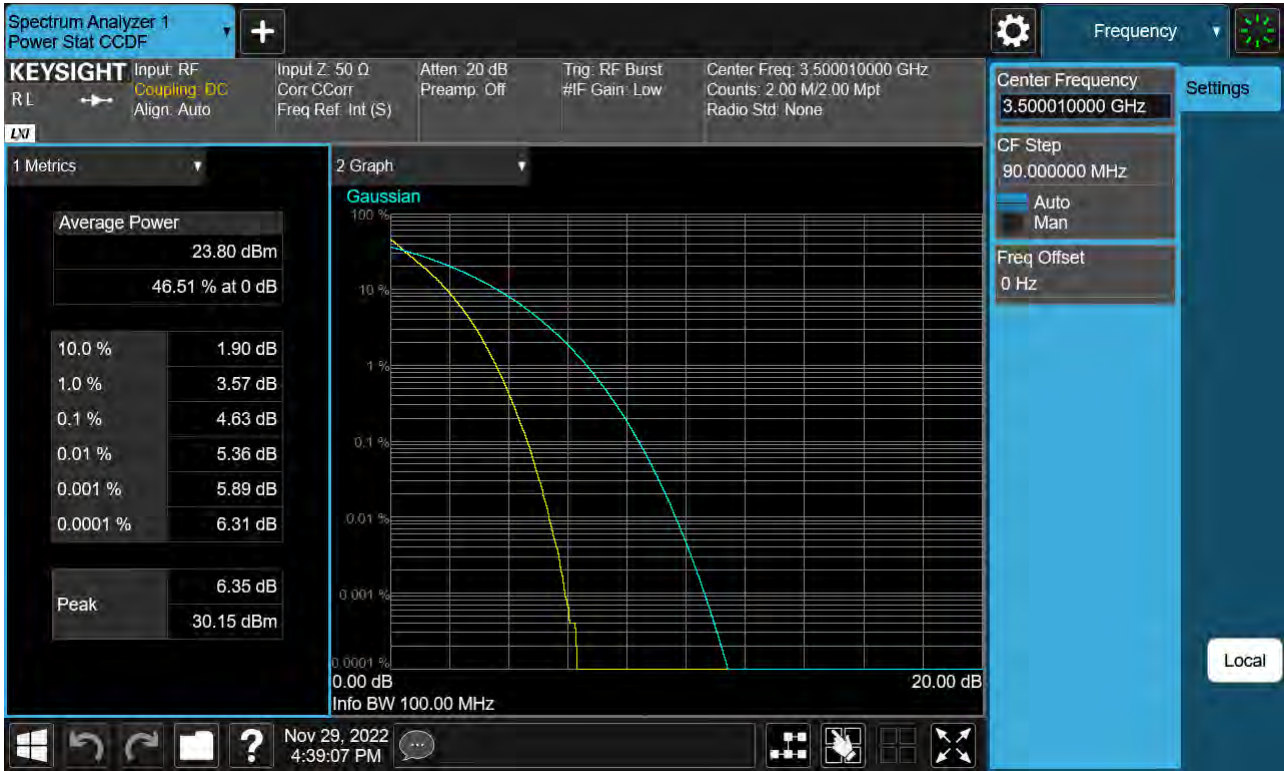 Spectrum Analyzer 1
Power Stat CCDF
Frequency
KEYSIGHT
RL
LXI
Input: RF
Coupling: DC
Align: Auto
Input Z: 50 Ω
Corr CCorr
Freq Ref: Int (S)
Atten: 20 dB
Preamp: Off
Trig: RF Burst
#IF Gain: Low
Center Freq: 3.500010000 GHz
Counts: 2.00 M/2.00 Mpt
Radio Std: None
Center Frequency
3.500010000 GHz
Settings
CF Step
90.000000 MHz
Auto
Man
Freq Offset
0 Hz
1 Metrics
Average Power
23.80 dBm
46.51 % at 0 dB
10.0 % 1.90 dB
1.0 % 3.57 dB
0.1 % 4.63 dB
0.01 % 5.36 dB
0.001 % 5.89 dB
0.0001 % 6.31 dB
Peak 6.35 dB
30.15 dBm
2 Graph
Gaussian
100 %
10 %
1 %
0.1 %
0.01 %
0.001 %
0.0001 %
0.00 dB 20.00 dB
Info BW 100.00 MHz
Local
?
Nov 29, 2022
4:39:07 PM